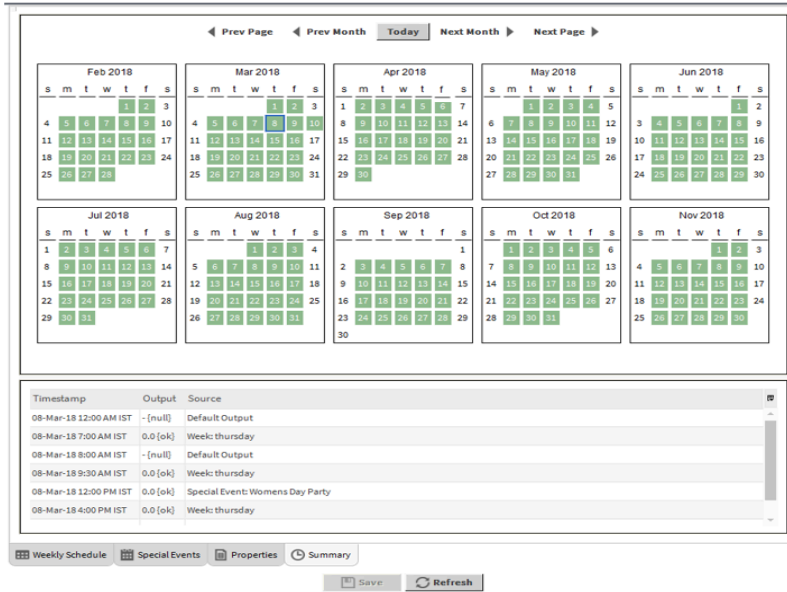 Prev Page Prev Month Today Next Month Next Page
Feb 2018 Mar 2018 Apr 2018 May 2018 Jun 2018
s m t w t f s s m t w t f s s m t w t f s s m t w t f s s m t w t f s
1 2 3 1 2 3 1 2 3 4 5 6 7 1 2 3 4 5 1 2
4 5 6 7 8 9 10 4 5 6 7 8 9 10 8 9 10 11 12 13 14 6 7 8 9 10 11 12 3 4 5 6 7 8 9
11 12 13 14 15 16 17 11 12 13 14 15 16 17 15 16 17 18 19 20 21 13 14 15 16 17 18 19 10 11 12 13 14 15 16
18 19 20 21 22 23 24 18 19 20 21 22 23 24 22 23 24 25 26 27 28 20 21 22 23 24 25 26 17 18 19 20 21 22 23
25 26 27 28 25 26 27 28 29 30 31 29 30 27 28 29 30 31 24 25 26 27 28 29 30
Jul 2018 Aug 2018 Sep 2018 Oct 2018 Nov 2018
s m t w t f s s m t w t f s s m t w t f s s m t w t f s s m t w t f s
1 2 3 4 5 6 7 1 2 3 4 1 1 2 3 4 5 6 1 2 3
8 9 10 11 12 13 14 5 6 7 8 9 10 11 2 3 4 5 6 7 8 7 8 9 10 11 12 13 4 5 6 7 8 9 10
15 16 17 18 19 20 21 12 13 14 15 16 17 18 9 10 11 12 13 14 15 14 15 16 17 18 19 20 11 12 13 14 15 16 17
22 23 24 25 26 27 28 19 20 21 22 23 24 25 16 17 18 19 20 21 22 21 22 23 24 25 26 27 18 19 20 21 22 23 24
29 30 31 26 27 28 29 30 31 23 24 25 26 27 28 29 28 29 30 31 25 26 27 28 29 30
30
Timestamp Output Source
08-Mar-18 12:00 AM IST - {null} Default Output
08-Mar-18 7:00 AM IST 0.0 {ok} Week: thursday
08-Mar-18 8:00 AM IST - {null} Default Output
08-Mar-18 9:30 AM IST 0.0 {ok} Week: thursday
08-Mar-18 12:00 PM IST 0.0 {ok} Special Event: Womens Day Party
08-Mar-18 4:00 PM IST 0.0 {ok} Week: thursday
Weekly Schedule Special Events Properties Summary
Save Refresh